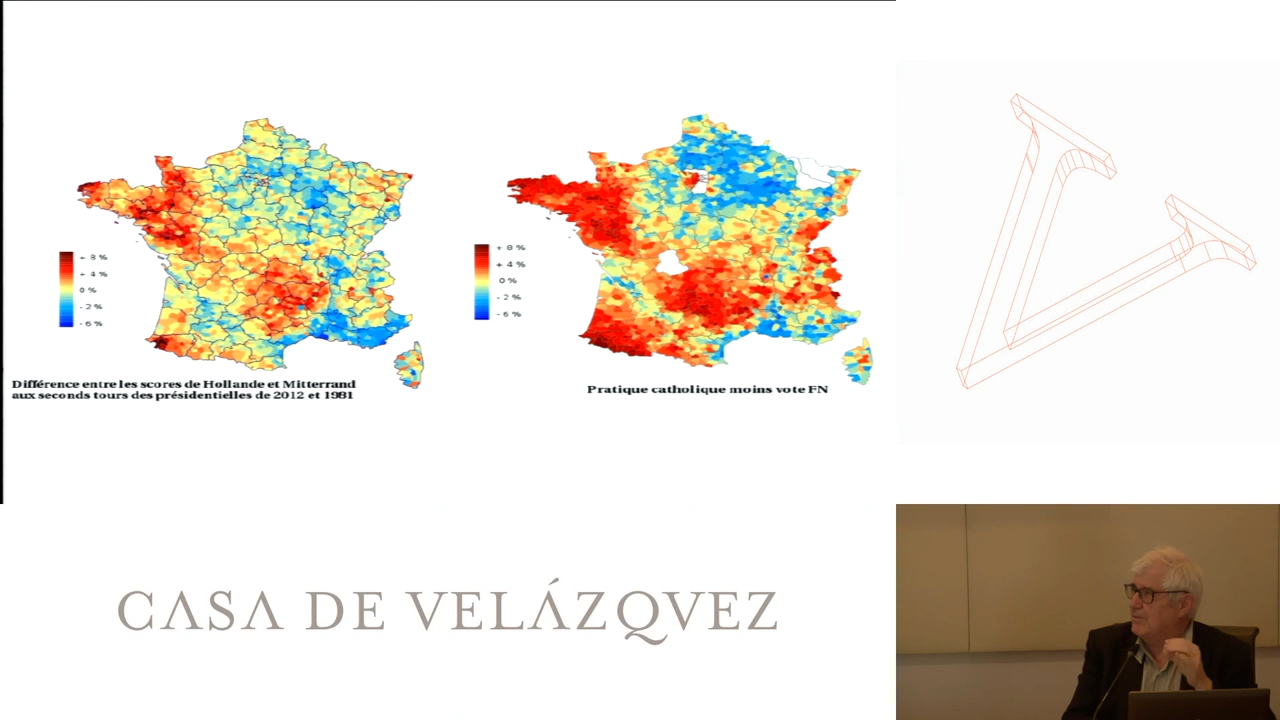 + 8 %
+ 4 %
0 %
- 2 %
- 6 %
Différence entre les scores de Hollande et Mitterrand
aux seconds tours des présidentielles de 2012 et 1981
+ 8 %
+ 4 %
0 %
- 2 %
- 6 %
Pratique catholique moins vote FN
CASA DE VELÁZQVEZ